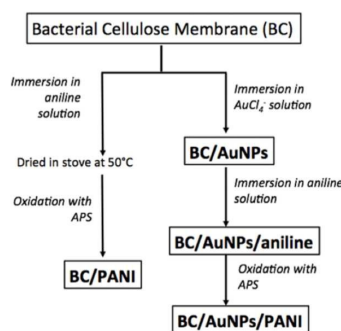 Bacterial Cellulose Membrane (BC)
Immersion in
aniline
solution
Dried in stove at 50°C
Oxidation with
APS
BC/PANI
Immersion in
AuCl₄⁻ solution
BC/AuNPs
Immersion in aniline
solution
BC/AuNPs/aniline
Oxidation with
APS
BC/AuNPs/PANI